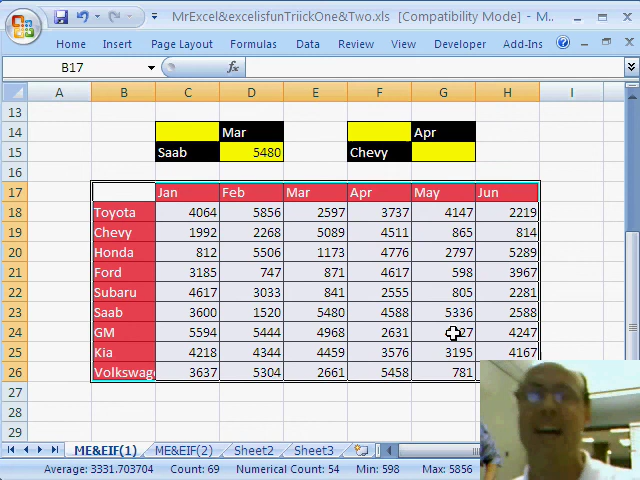 MrExcel&excelisfunTriickOne&Two.xls [Compatibility Mode] - M..
Home Insert Page Layout Formulas Data Review View Developer Add-Ins
B17 fx
A B C D E F G H I
13
14 Mar Apr
15 Saab 5480 Chevy
16
17 Jan Feb Mar Apr May Jun
18 Toyota 4064 5856 2597 3737 4147 2219
19 Chevy 1992 2268 5089 4511 865 814
20 Honda 812 5506 1173 4776 2797 5289
21 Ford 3185 747 871 4617 598 3967
22 Subaru 4617 3033 841 2555 805 2281
23 Saab 3600 1520 5480 4588 5336 2588
24 GM 5594 5444 4968 2631 4247
25 Kia 4218 4344 4459 3576 3195 4167
26 Volkswage 3637 5304 2661 5458 781
27
28
29
ME&EIF(1) ME&EIF(2) Sheet2 Sheet3
Average: 3331.703704 Count: 69 Numerical Count: 54 Min: 598 Max: 5856